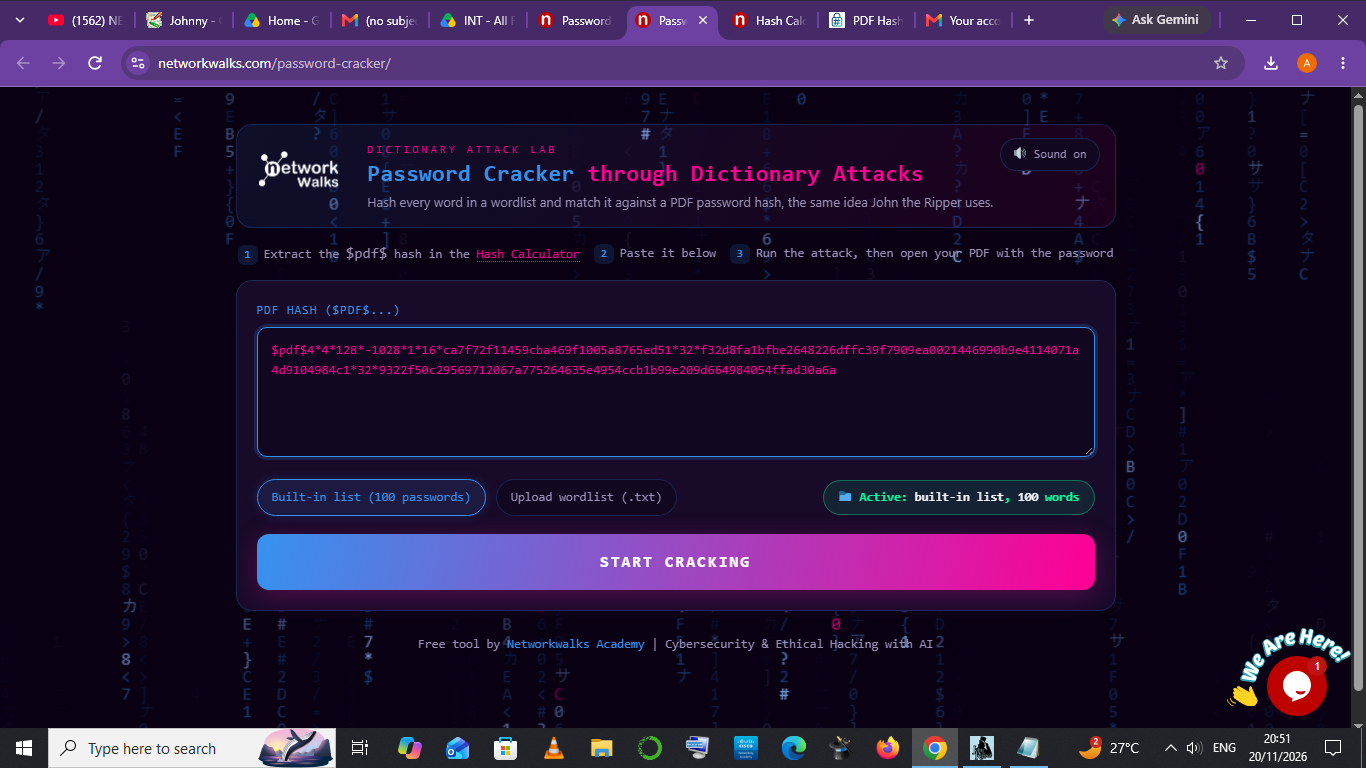 (1562) NE
Johnny - 
Home - G
(no subje
INT - All F
Password
Passw
Hash Calc
PDF Hash
Your acco
Ask Gemini
networkwalks.com/password-cracker/
network
Walks
DICTIONARY ATTACK LAB
Sound on
Password Cracker through Dictionary Attacks
Hash every word in a wordlist and match it against a PDF password hash, the same idea John the Ripper uses.
1 Extract the $pdf$ hash in the Hash Calculator 2 Paste it below 3 Run the attack, then open your PDF with the password
PDF HASH ($PDF$...)
$pdf$4*4*128*-1028*1*16*ca7f72f11459cba469f1005a8765ed51*32*f32d8fa1bfbe2648226dffc39f7909ea0021446990b9e4114071a
4d9104984c1*32*9322f50c29569712067a775264635e4954ccb1b99e209d664984054ffad30a6a
Built-in list (100 passwords)
Upload wordlist (.txt)
Active: built-in list, 100 words
START CRACKING
Free tool by Networkwalks Academy | Cybersecurity & Ethical Hacking with AI
We Are Here!
1
Type here to search
2
27°C
ENG
20:51
20/11/2026